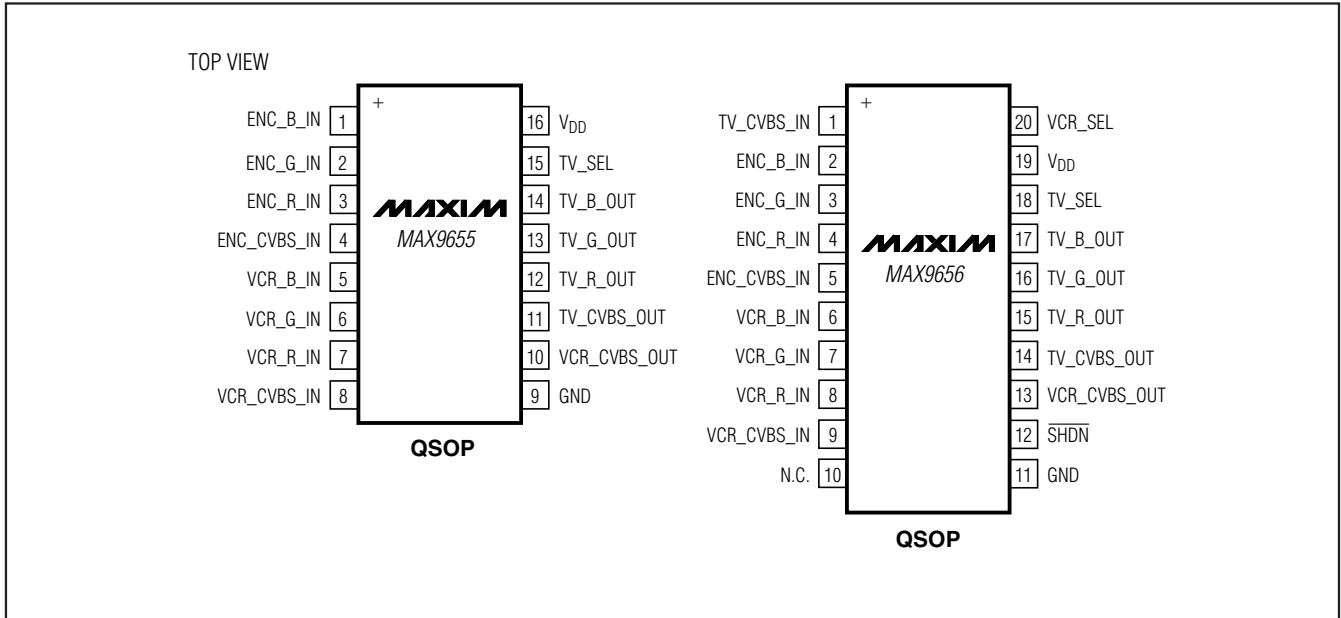 TOP VIEW
+
ENC_B_IN 1
ENC_G_IN 2
ENC_R_IN 3
ENC_CVBS_IN 4
VCR_B_IN 5
VCR_G_IN 6
VCR_R_IN 7
VCR_CVBS_IN 8
MAXIM
MAX9655
16 VDD
15 TV_SEL
14 TV_B_OUT
13 TV_G_OUT
12 TV_R_OUT
11 TV_CVBS_OUT
10 VCR_CVBS_OUT
9 GND
QSOP
+
TV_CVBS_IN 1
ENC_B_IN 2
ENC_G_IN 3
ENC_R_IN 4
ENC_CVBS_IN 5
VCR_B_IN 6
VCR_G_IN 7
VCR_R_IN 8
VCR_CVBS_IN 9
N.C. 10
MAXIM
MAX9656
20 VCR_SEL
19 VDD
18 TV_SEL
17 TV_B_OUT
16 TV_G_OUT
15 TV_R_OUT
14 TV_CVBS_OUT
13 VCR_CVBS_OUT
12 S̅H̅D̅N̅
11 GND
QSOP